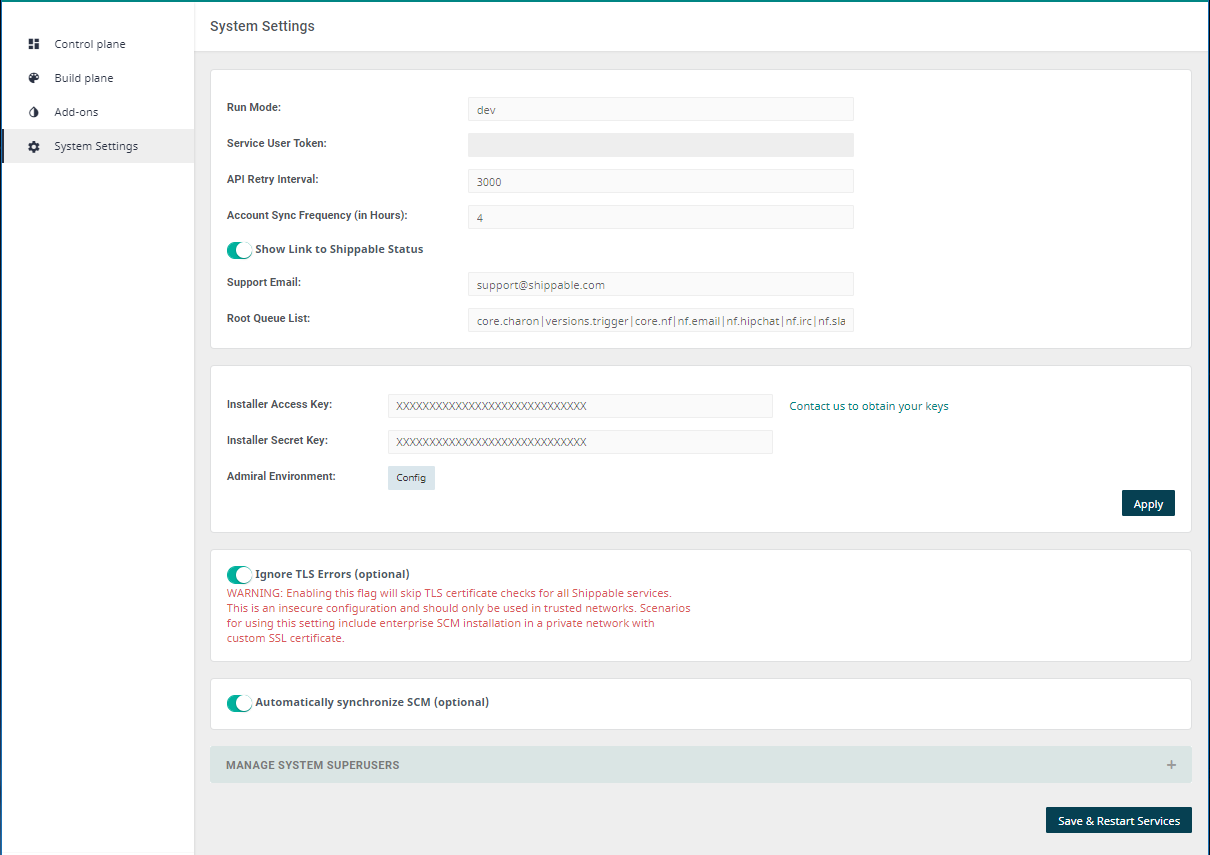 System Settings
Control plane
Build plane
Add-ons
System Settings
Run Mode:
dev
Service User Token:
API Retry Interval:
3000
Account Sync Frequency (in Hours):
4
Show Link to Shippable Status
Support Email:
support@shippable.com
Root Queue List:
core.charon|versions.trigger|core.nf|nf.email|nf.hipchat|nf.irc|nf.sla
Installer Access Key:
XXXXXXXXXXXXXXXXXXXXXXXXXXXXX
Contact us to obtain your keys
Installer Secret Key:
XXXXXXXXXXXXXXXXXXXXXXXXXXXXX
Admiral Environment:
Config
Apply
Ignore TLS Errors (optional)
WARNING: Enabling this flag will skip TLS certificate checks for all Shippable services.
This is an insecure configuration and should only be used in trusted networks. Scenarios
for using this setting include enterprise SCM installation in a private network with
custom SSL certificate.
Automatically synchronize SCM (optional)
MANAGE SYSTEM SUPERUSERS
+
Save & Restart Services